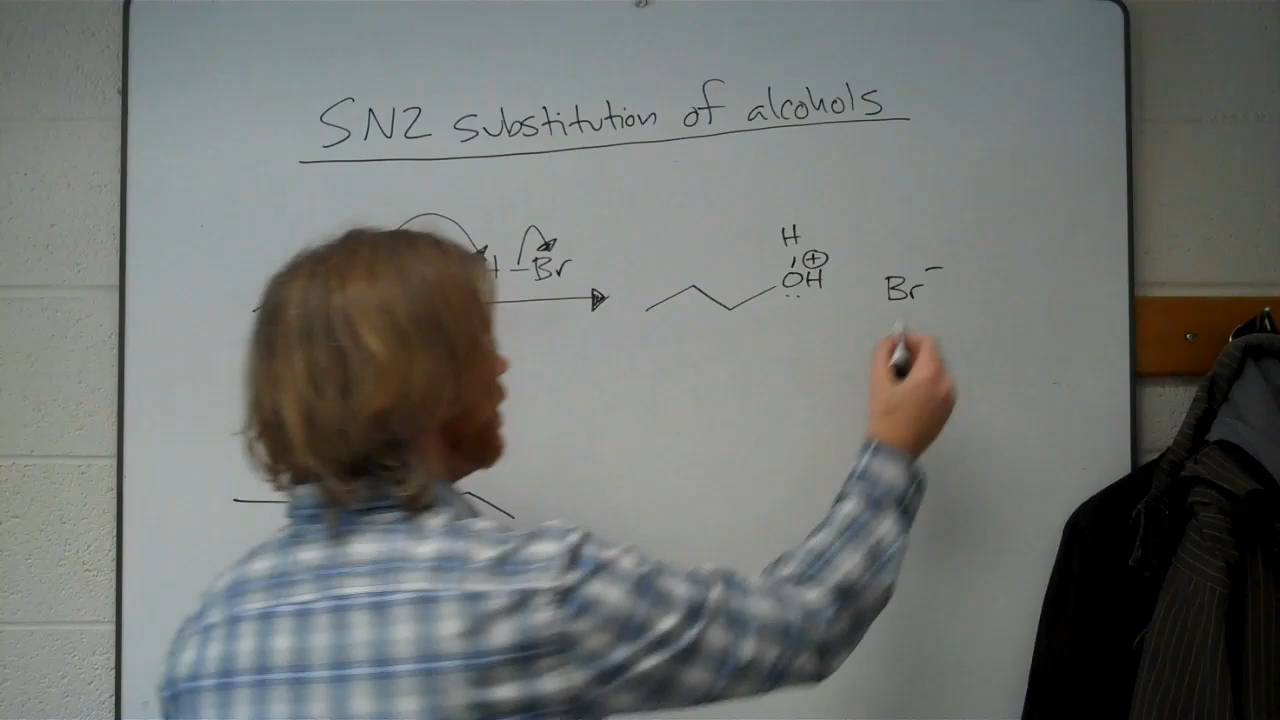 SN2 substitution of alcohols
–Br
H
⊕
OH
Br⁻